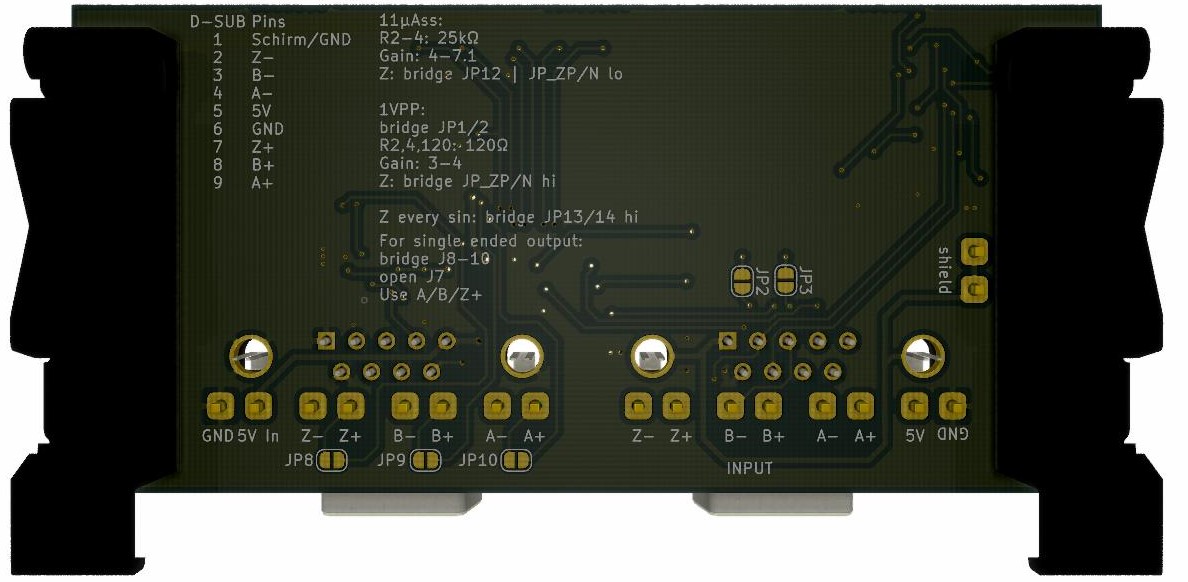 D-SUB Pins
1 Schirm/GND
2 Z-
3 B-
4 A-
5 5V
6 GND
7 Z+
8 B+
9 A+
11µAss:
R2-4: 25kΩ
Gain: 4-7.1
Z: bridge JP12 | JP_ZP/N lo
1VPP:
bridge JP1/2
R2,4,120: 120Ω
Gain: 3-4
Z: bridge JP_ZP/N hi
Z every sin: bridge JP13/14 hi
For single ended output:
bridge J8-10
open J7
Use A/B/Z+
shield
JP2
JP3
GND 5V In Z- Z+ B- B+ A- A+
Z- Z+ B- B+ A- A+ 5V GND
JP8 JP9 JP10
INPUT